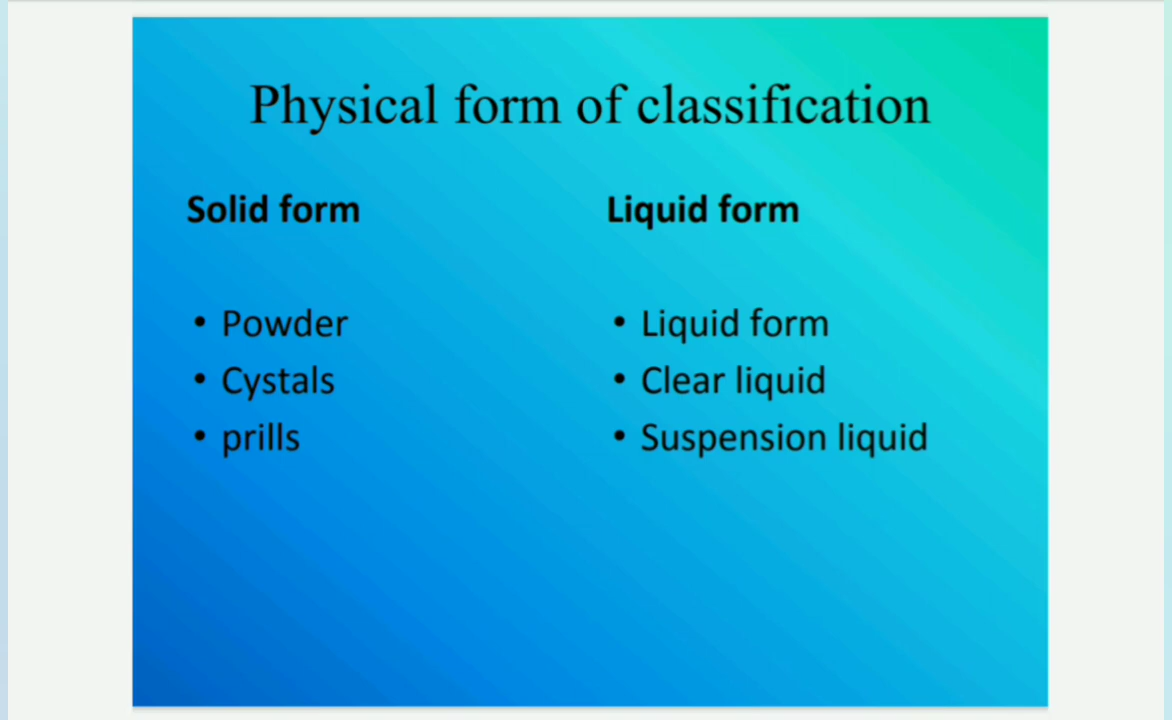 Physical form of classification
Solid form
• Powder
• Cystals
• prills
Liquid form
• Liquid form
• Clear liquid
• Suspension liquid